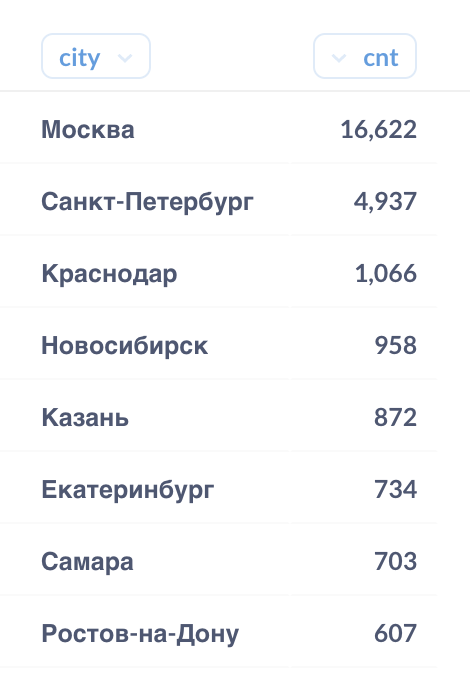 city cnt
Москва 16,622
Санкт-Петербург 4,937
Краснодар 1,066
Новосибирск 958
Казань 872
Екатеринбург 734
Самара 703
Ростов-на-Дону 607